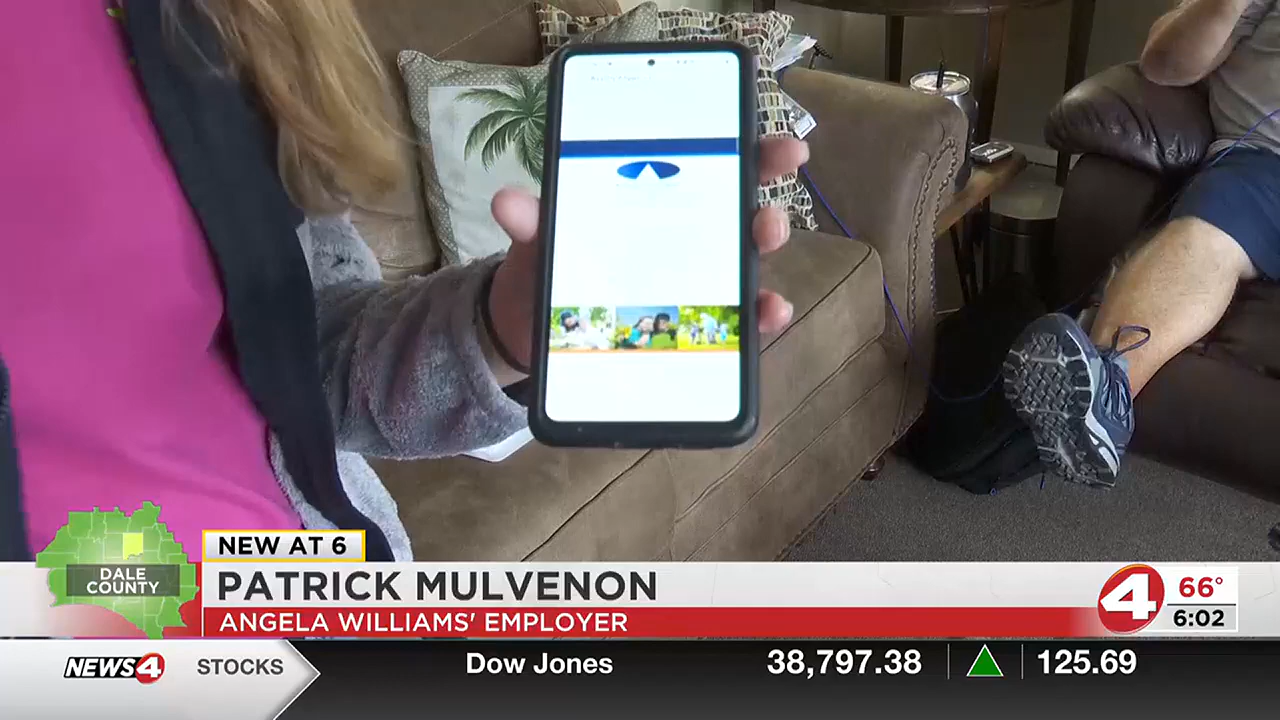 NEW AT 6
DALE
COUNTY
PATRICK MULVENON
ANGELA WILLIAMS' EMPLOYER
4
66°
6:02
NEWS4
STOCKS
Dow Jones
38,797.38
125.69